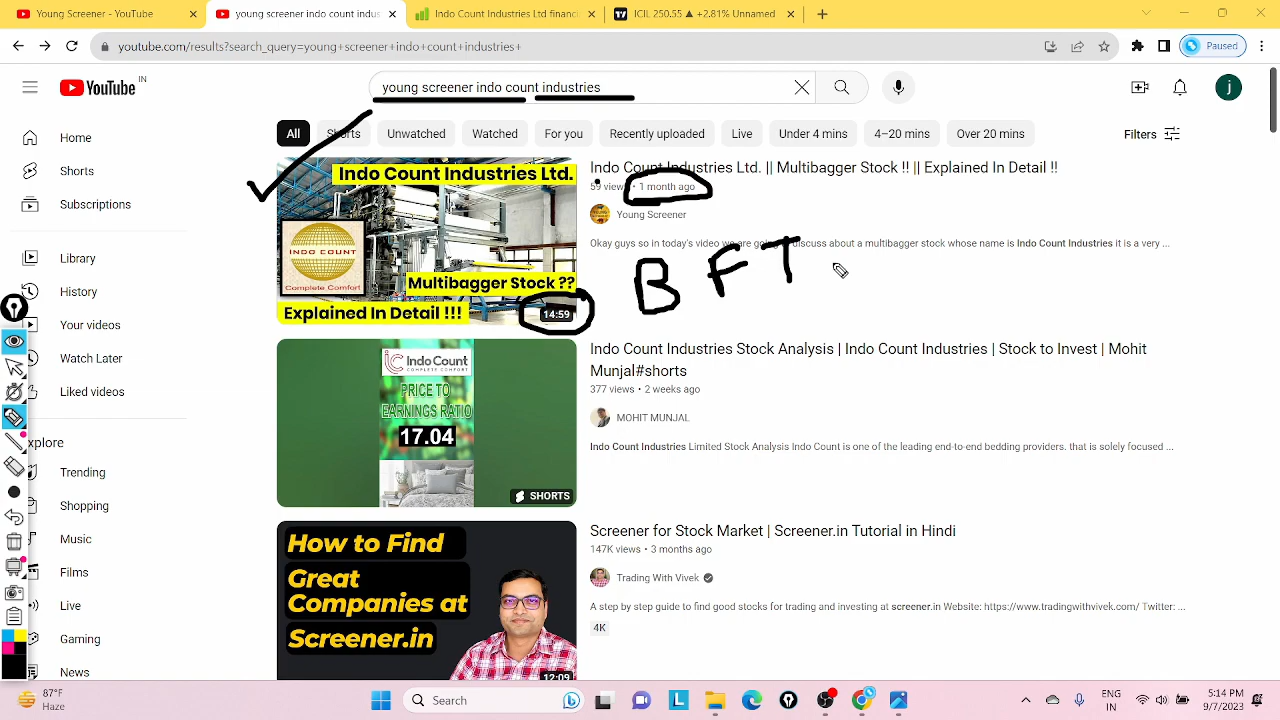 Young Screener - YouTube
young screener indo count indus
Indo Count Industries Ltd financi
ICIL 250.55 ▲ +2.81% Unnamed
youtube.com/results?search_query=young+screener+indo+count+industries+
Paused
YouTube IN
young screener indo count industries
j
All
Shorts
Unwatched
Watched
For you
Recently uploaded
Live
Under 4 mins
4–20 mins
Over 20 mins
Filters
Home
Shorts
Subscriptions
Library
History
Your videos
Watch Later
Liked videos
Explore
Trending
Shopping
Music
Films
Live
Gaming
News
Indo Count Industries Ltd.
INDO COUNT
Complete Comfort
Multibagger Stock ??
Explained In Detail !!!
14:59
Indo Count Industries Ltd. || Multibagger Stock !! || Explained In Detail !!
59 views • 1 month ago
Young Screener
Okay guys so in today's video we are discuss about a multibagger stock whose name is Indo Count Industries it is a very ...
B F T
ic Indo Count
COMPLETE COMFORT
PRICE TO
EARNINGS RATIO
17.04
SHORTS
Indo Count Industries Stock Analysis | Indo Count Industries | Stock to Invest | Mohit
Munjal#shorts
377 views • 2 weeks ago
MOHIT MUNJAL
Indo Count Industries Limited Stock Analysis Indo Count is one of the leading end-to-end bedding providers. that is solely focused ...
How to Find
Great
Companies at
Screener.in
12:09
Screener for Stock Market | Screener.in Tutorial in Hindi
147K views • 3 months ago
Trading With Vivek
A step by step guide to find good stocks for trading and investing at screener.in Website: https://www.tradingwithvivek.com/ Twitter: ...
4K
87°F
Haze
Search
ENG
IN
5:14 PM
9/7/2023